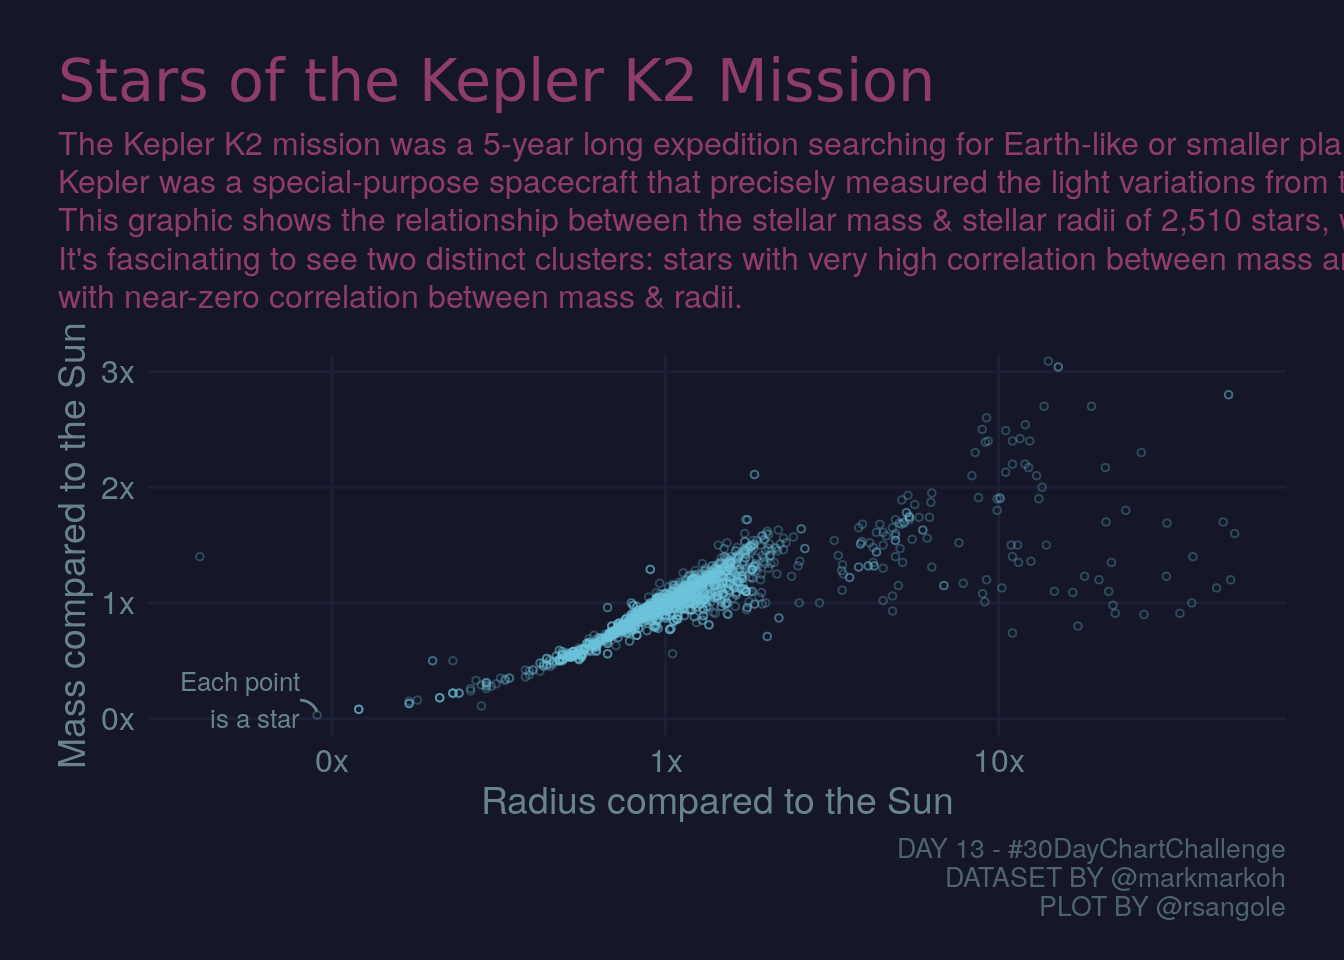 Stars of the Kepler K2 Mission
The Kepler K2 mission was a 5-year long expedition searching for Earth-like or smaller pla
Kepler was a special-purpose spacecraft that precisely measured the light variations from
This graphic shows the relationship between the stellar mass & stellar radii of 2,510 stars,
It's fascinating to see two distinct clusters: stars with very high correlation between mass
with near-zero correlation between mass & radii.
Mass compared to the Sun
3x
2x
1x
0x
Each point
is a star
0x 1x 10x
Radius compared to the Sun
DAY 13 - #30DayChartChallenge
DATASET BY @markmarkoh
PLOT BY @rsangole